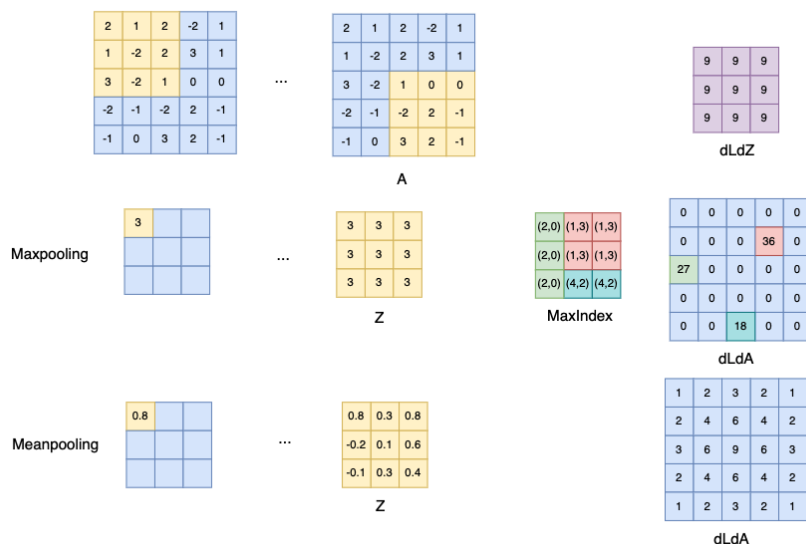 2 1 2 -2 1
1 -2 2 3 1
3 -2 1 0 0
-2 -1 -2 2 -1
-1 0 3 2 -1
...
2 1 2 -2 1
1 -2 2 3 1
3 -2 1 0 0
-2 -1 -2 2 -1
-1 0 3 2 -1
A
9 9 9
9 9 9
9 9 9
dLdZ
Maxpooling
3
...
3 3 3
3 3 3
3 3 3
Z
(2,0) (1,3) (1,3)
(2,0) (1,3) (1,3)
(2,0) (4,2) (4,2)
MaxIndex
0 0 0 0 0
0 0 0 36 0
27 0 0 0 0
0 0 0 0 0
0 0 18 0 0
dLdA
Meanpooling
0.8
...
0.8 0.3 0.8
-0.2 0.1 0.6
-0.1 0.3 0.4
Z
1 2 3 2 1
2 4 6 4 2
3 6 9 6 3
2 4 6 4 2
1 2 3 2 1
dLdA